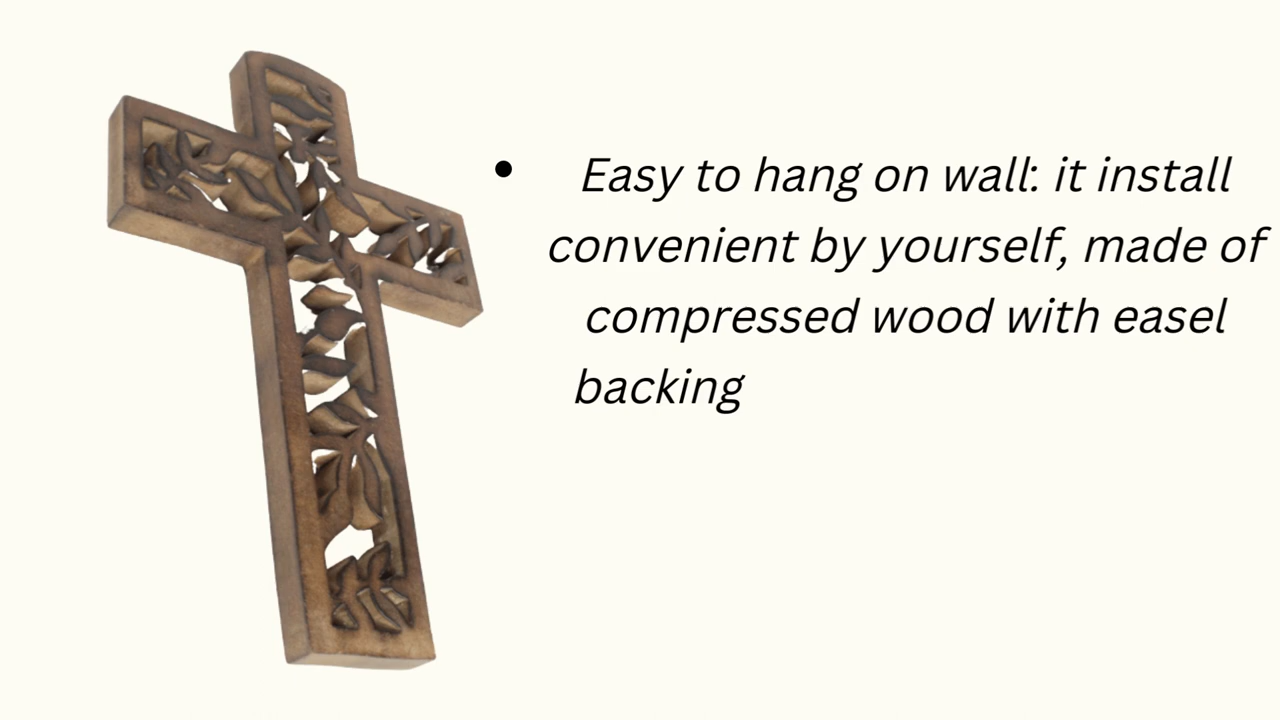 • Easy to hang on wall: it install
convenient by yourself, made of
compressed wood with easel
backing